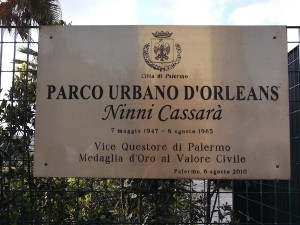 Città di Palermo
PARCO URBANO D'ORLEANS
Ninni Cassarà
7 maggio 1947 - 6 agosto 1985
Vice Questore di Palermo
Medaglia d'Oro al Valore Civile
Palermo, 6 agosto 2016